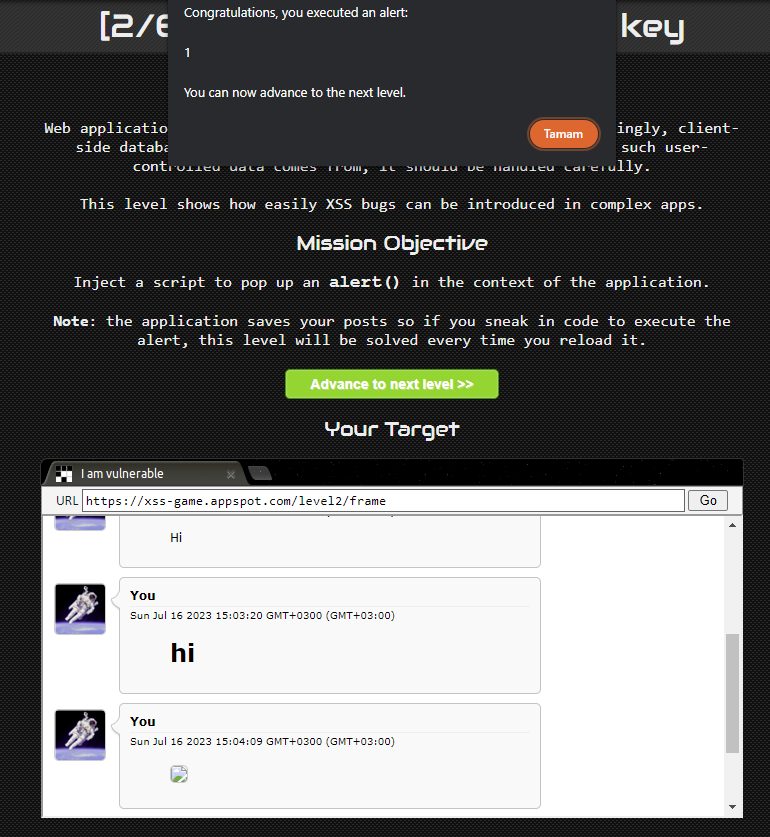 Congratulations, you executed an alert:
[2/6 key
1
You can now advance to the next level.
Tamam
Web applicatio ingly, client-
side databa such user-
controlled data comes from, it should be handled carefully.
This level shows how easily XSS bugs can be introduced in complex apps.
Mission Objective
Inject a script to pop up an alert() in the context of the application.
Note: the application saves your posts so if you sneak in code to execute the
alert, this level will be solved every time you reload it.
Advance to next level >>
Your Target
I am vulnerable
URL https://xss-game.appspot.com/level2/frame Go
Hi
You
Sun Jul 16 2023 15:03:20 GMT+0300 (GMT+03:00)
hi
You
Sun Jul 16 2023 15:04:09 GMT+0300 (GMT+03:00)